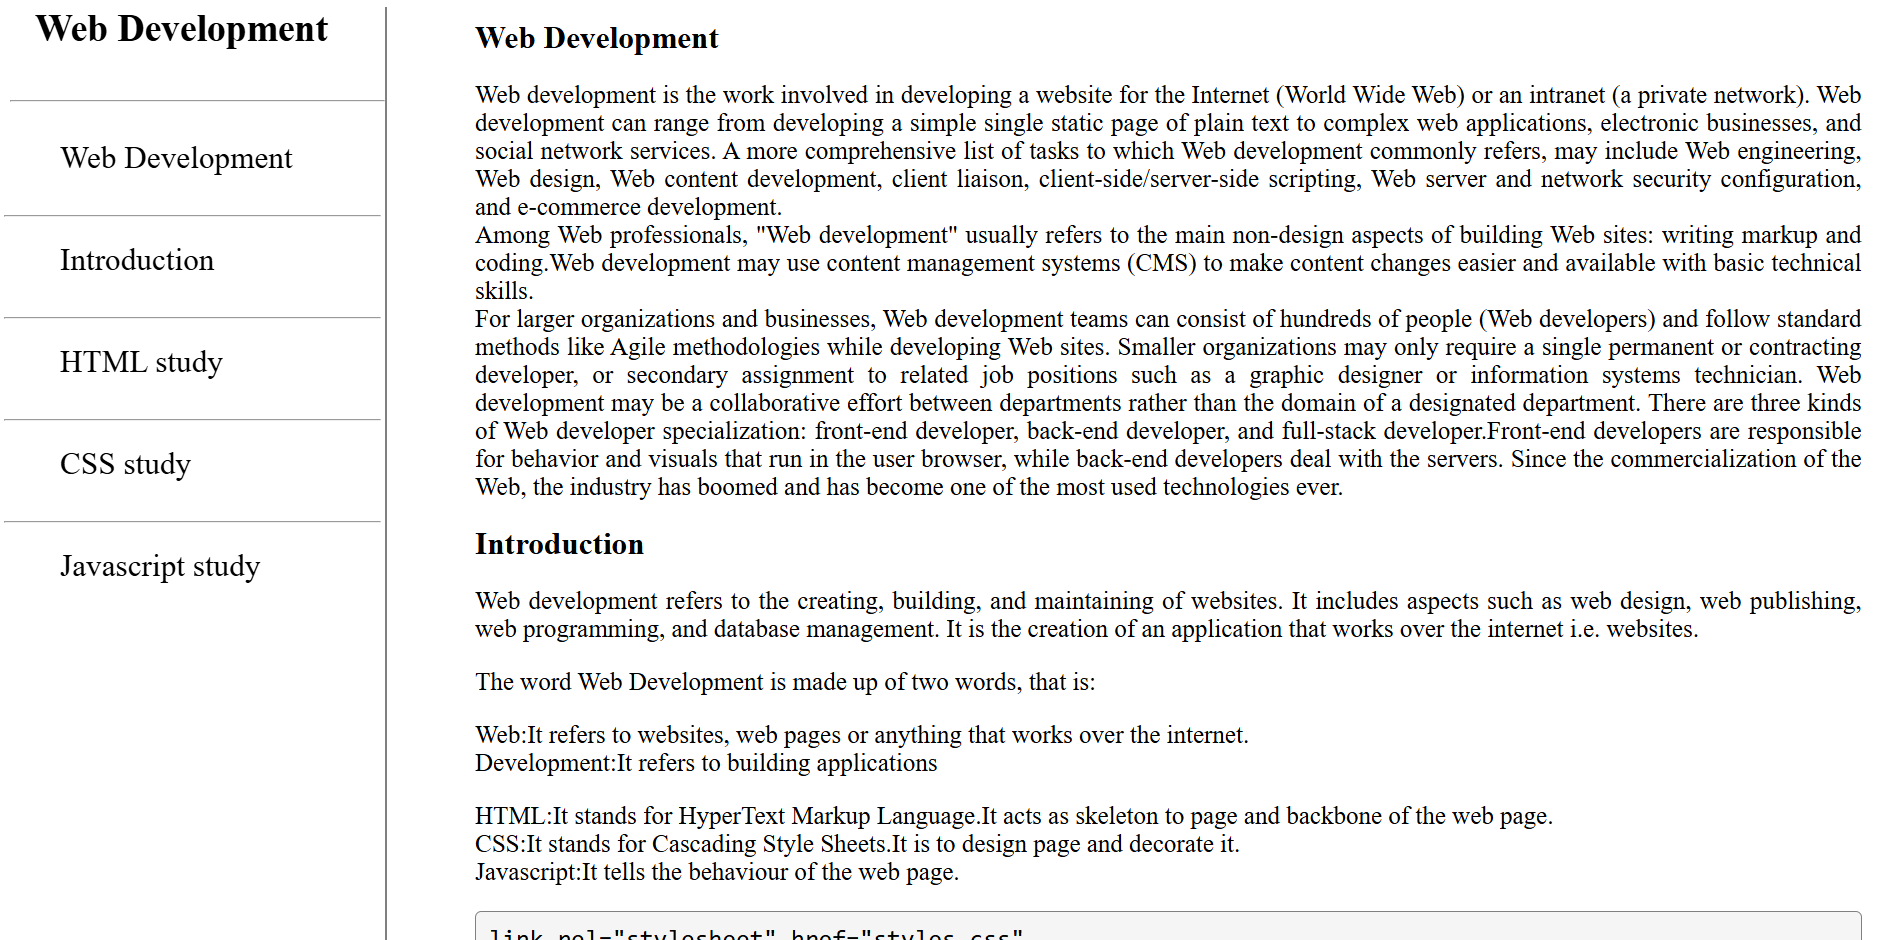 Web Development
Web Development
Introduction
HTML study
CSS study
Javascript study
Web Development
Web development is the work involved in developing a website for the Internet (World Wide Web) or an intranet (a private network). Web
development can range from developing a simple single static page of plain text to complex web applications, electronic businesses, and
social network services. A more comprehensive list of tasks to which Web development commonly refers, may include Web engineering,
Web design, Web content development, client liaison, client-side/server-side scripting, Web server and network security configuration,
and e-commerce development.
Among Web professionals, "Web development" usually refers to the main non-design aspects of building Web sites: writing markup and
coding.Web development may use content management systems (CMS) to make content changes easier and available with basic technical
skills.
For larger organizations and businesses, Web development teams can consist of hundreds of people (Web developers) and follow standard
methods like Agile methodologies while developing Web sites. Smaller organizations may only require a single permanent or contracting
developer, or secondary assignment to related job positions such as a graphic designer or information systems technician. Web
development may be a collaborative effort between departments rather than the domain of a designated department. There are three kinds
of Web developer specialization: front-end developer, back-end developer, and full-stack developer.Front-end developers are responsible
for behavior and visuals that run in the user browser, while back-end developers deal with the servers. Since the commercialization of the
Web, the industry has boomed and has become one of the most used technologies ever.
Introduction
Web development refers to the creating, building, and maintaining of websites. It includes aspects such as web design, web publishing,
web programming, and database management. It is the creation of an application that works over the internet i.e. websites.
The word Web Development is made up of two words, that is:
Web:It refers to websites, web pages or anything that works over the internet.
Development:It refers to building applications
HTML:It stands for HyperText Markup Language.It acts as skeleton to page and backbone of the web page.
CSS:It stands for Cascading Style Sheets.It is to design page and decorate it.
Javascript:It tells the behaviour of the web page.
link rel="stylesheet" href="styles.css"